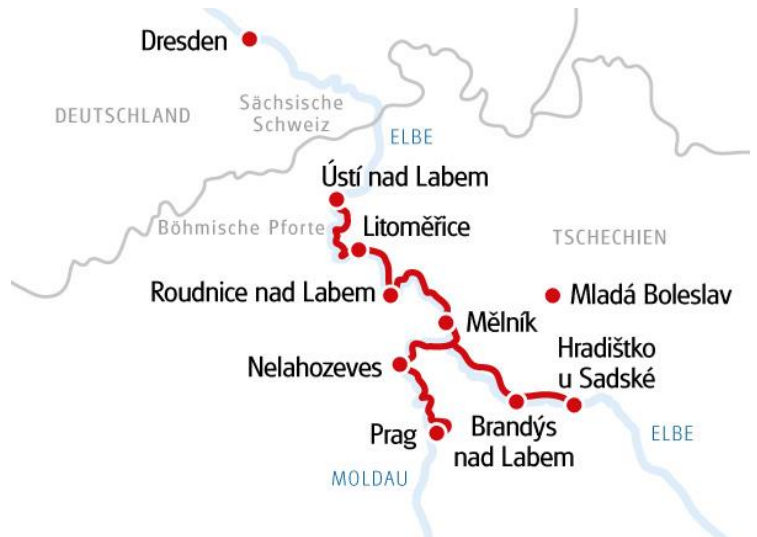 Dresden
DEUTSCHLAND
Sächsische
Schweiz
ELBE
Ústí nad Labem
Böhmische Pforte
Litoměřice
TSCHECHIEN
Roudnice nad Labem
Mladá Boleslav
Mělník
Hradištko
u Sadské
Nelahozeves
Prag
Brandýs
nad Labem
ELBE
MOLDAU